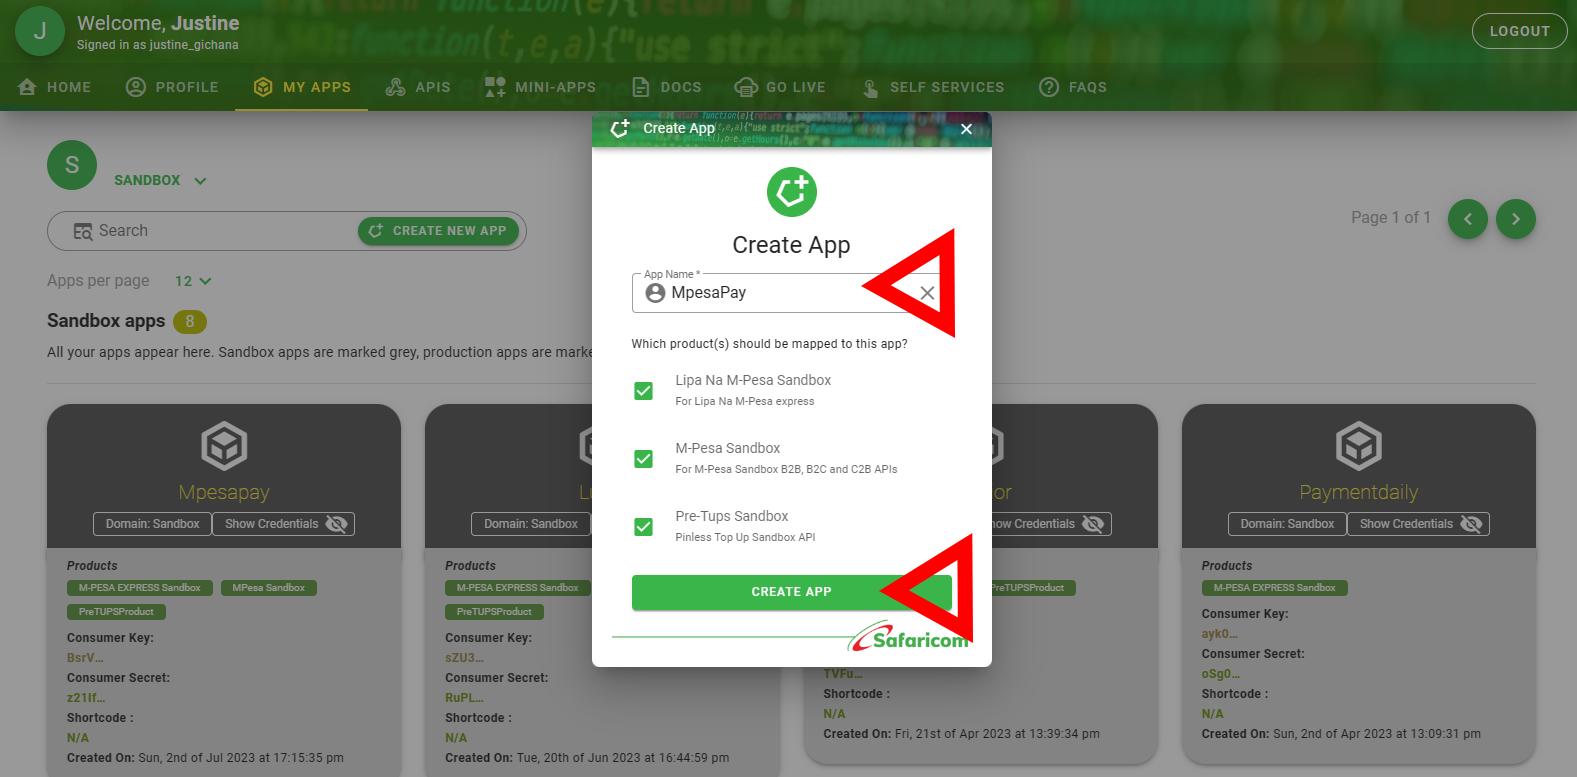 J
Welcome, Justine
Signed in as justine_gichana
LOGOUT
HOME
PROFILE
MY APPS
APIS
MINI-APPS
DOCS
GO LIVE
SELF SERVICES
FAQS
S
SANDBOX
Search
CREATE NEW APP
Page 1 of 1
Apps per page 12
Sandbox apps 8
All your apps appear here. Sandbox apps are marked grey, production apps are marke
Create App
Create App
App Name *
MpesaPay
Which product(s) should be mapped to this app?
Lipa Na M-Pesa Sandbox
For Lipa Na M-Pesa express
M-Pesa Sandbox
For M-Pesa Sandbox B2B, B2C and C2B APIs
Pre-Tups Sandbox
Pinless Top Up Sandbox API
CREATE APP
Safaricom
Mpesapay
Domain: Sandbox
Show Credentials
Products
M-PESA EXPRESS Sandbox
MPesa Sandbox
PreTUPSProduct
Consumer Key:
BsrV...
Consumer Secret:
z21If...
Shortcode :
N/A
Created On: Sun, 2nd of Jul 2023 at 17:15:35 pm
Domain: Sandbox
Products
M-PESA EXPRESS Sandbox
PreTUPSProduct
Consumer Key:
sZU3...
Consumer Secret:
RuPL...
Shortcode :
N/A
Created On: Tue, 20th of Jun 2023 at 16:44:59 pm
or
ow Credentials
reTUPSProduct
TVFu...
Shortcode :
N/A
Created On: Fri, 21st of Apr 2023 at 13:39:34 pm
Paymentdaily
Domain: Sandbox
Show Credentials
Products
M-PESA EXPRESS Sandbox
Consumer Key:
ayk0...
Consumer Secret:
oSg0...
Shortcode :
N/A
Created On: Sun, 2nd of Apr 2023 at 13:09:31 pm